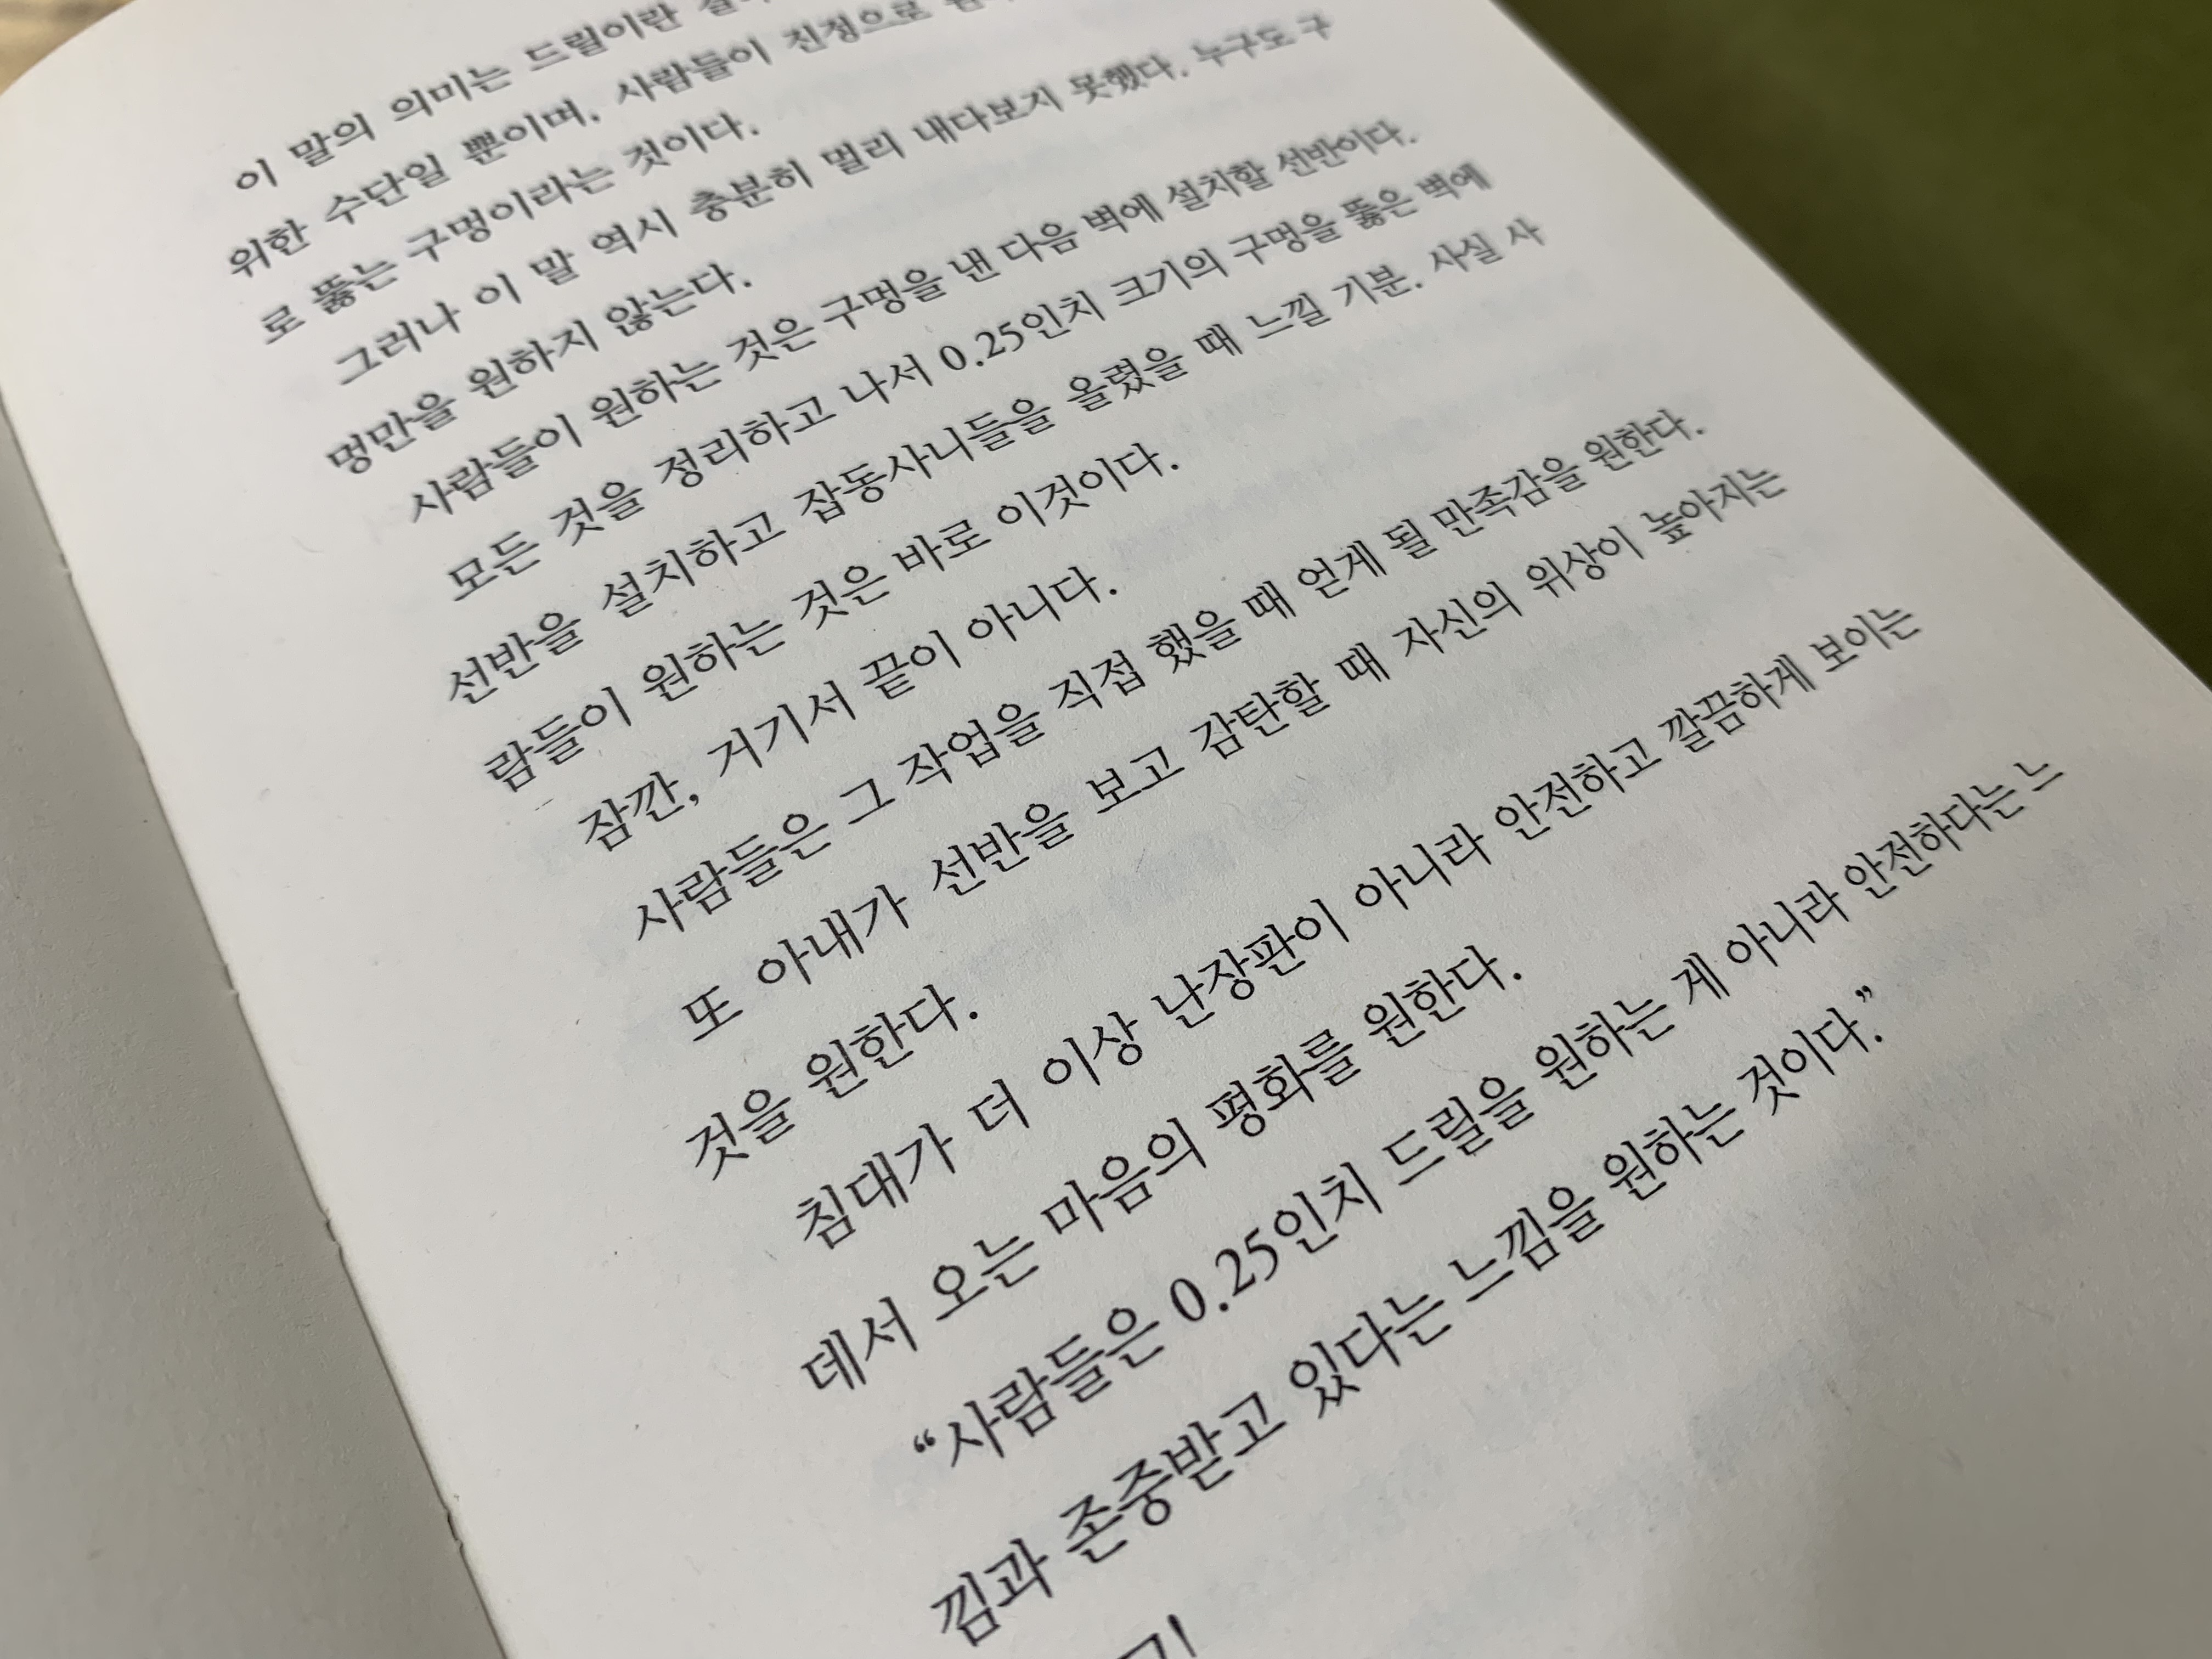 이 말의 의미는 드릴이란
위한 수단일 뿐이며, 사람들이 진정으로
로 뚫는 구멍이라는 것이다.
그러나 이 말 역시 충분히 멀리 내다보지 못했다. 누구도 구
멍만을 원하지 않는다.
사람들이 원하는 것은 구멍을 낸 다음 벽에 설치할 선반이다.
모든 것을 정리하고 나서 0.25인치 크기의 구멍을 뚫은 벽에
선반을 설치하고 잡동사니들을 올렸을 때 느낄 기분. 사실 사
람들이 원하는 것은 바로 이것이다.
잠깐, 거기서 끝이 아니다.
사람들은 그 작업을 직접 했을 때 얻게 될 만족감을 원한다.
또 아내가 선반을 보고 감탄할 때 자신의 위상이 높아지는
것을 원한다.
침대가 더 이상 난장판이 아니라 안전하고 깔끔하게 보이는
데서 오는 마음의 평화를 원한다.
“사람들은 0.25인치 드릴을 원하는 게 아니라 안전하다는 느
낌과 존중받고 있다는 느낌을 원하는 것이다.”